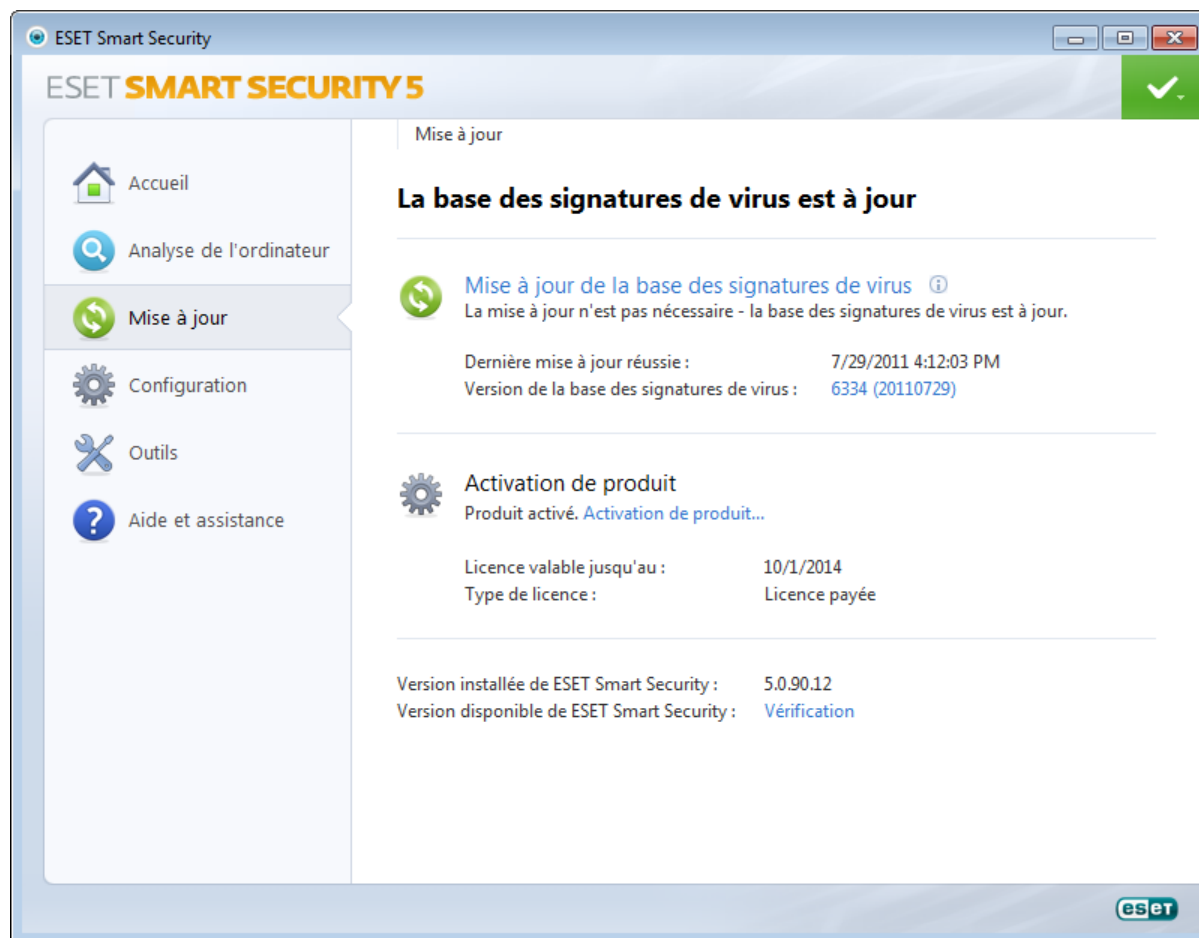 ESET Smart Security
ESET SMART SECURITY 5
Accueil
Analyse de l'ordinateur
Mise à jour
Configuration
Outils
Aide et assistance
Mise à jour
La base des signatures de virus est à jour
Mise à jour de la base des signatures de virus
La mise à jour n'est pas nécessaire - la base des signatures de virus est à jour.
Dernière mise à jour réussie : 7/29/2011 4:12:03 PM
Version de la base des signatures de virus : 6334 (20110729)
Activation de produit
Produit activé. Activation de produit...
Licence valable jusqu'au : 10/1/2014
Type de licence : Licence payée
Version installée de ESET Smart Security : 5.0.90.12
Version disponible de ESET Smart Security : Vérification
eset